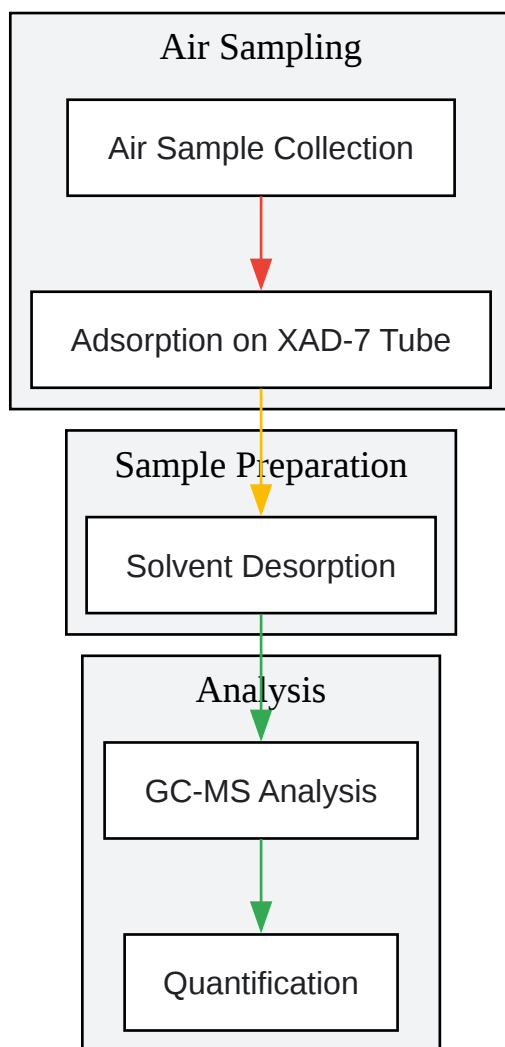 Air Sampling
Air Sample Collection
Adsorption on XAD-7 Tube
Sample Preparation
Solvent Desorption
Analysis
GC-MS Analysis
Quantification